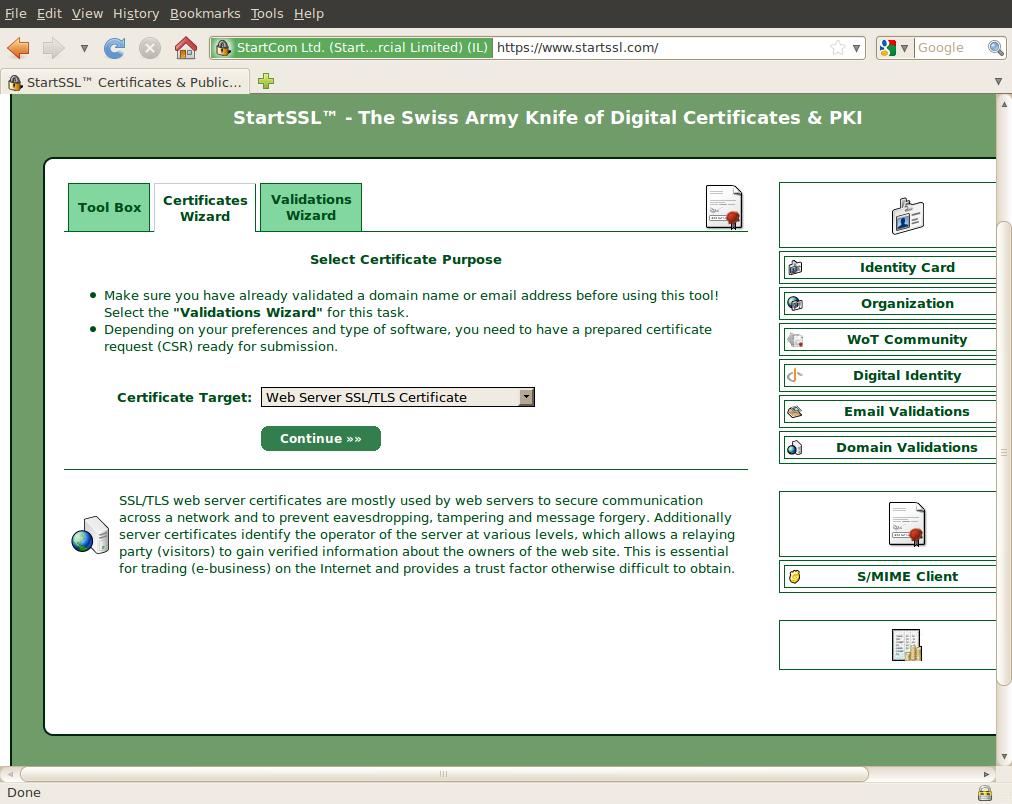 File Edit View History Bookmarks Tools Help
StartCom Ltd. (Start...rcial Limited) (IL) https://www.startssl.com/ Google
StartSSL™ Certificates & Public...
StartSSL™ - The Swiss Army Knife of Digital Certificates & PKI
Tool Box
Certificates
Wizard
Validations
Wizard
Select Certificate Purpose
Make sure you have already validated a domain name or email address before using this tool!
Select the "Validations Wizard" for this task.
Depending on your preferences and type of software, you need to have a prepared certificate
request (CSR) ready for submission.
Certificate Target: Web Server SSL/TLS Certificate
Continue »»
SSL/TLS web server certificates are mostly used by web servers to secure communication
across a network and to prevent eavesdropping, tampering and message forgery. Additionally
server certificates identify the operator of the server at various levels, which allows a relaying
party (visitors) to gain verified information about the owners of the web site. This is essential
for trading (e-business) on the Internet and provides a trust factor otherwise difficult to obtain.
Identity Card
Organization
WoT Community
Digital Identity
Email Validations
Domain Validations
S/MIME Client
Done